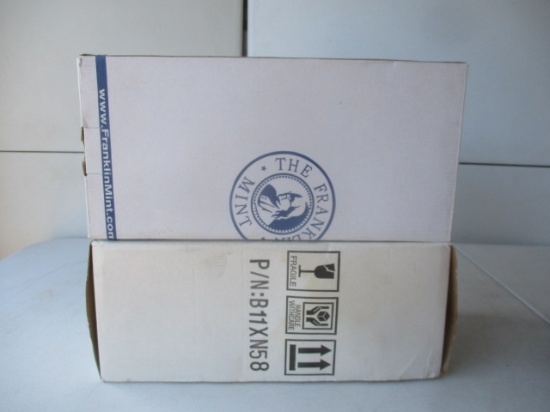 www.FranklinMint.com
THE FRANKLIN MINT
P/N:B11XN58
FRAGILE
HANDLE
WITH CARE